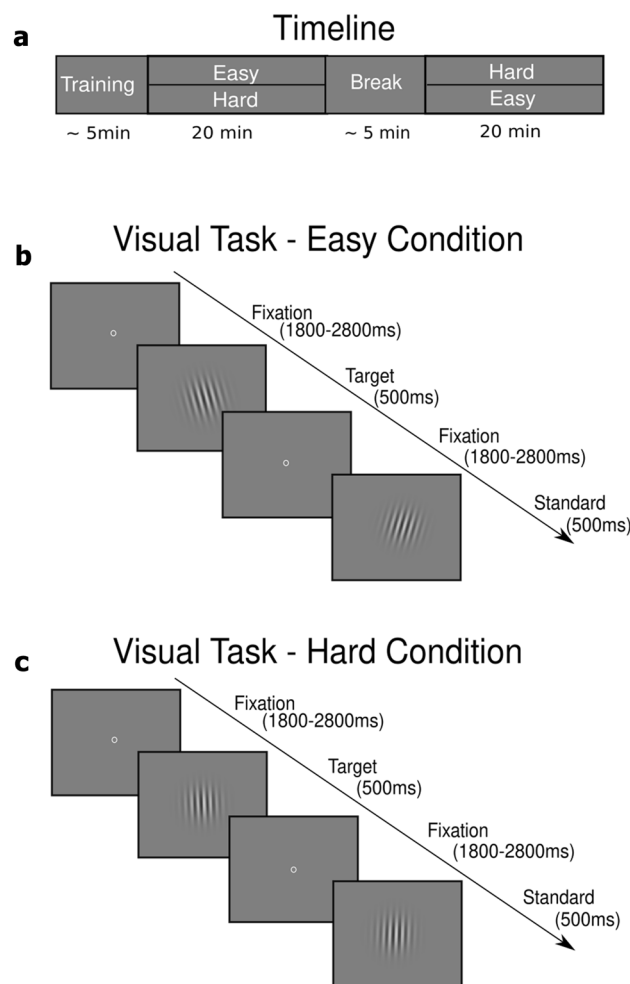 a
Timeline
Training
Easy
Hard
Break
Hard
Easy
~ 5min
20 min
~ 5 min
20 min
b
Visual Task - Easy Condition
Fixation
(1800-2800ms)
Target
(500ms)
Fixation
(1800-2800ms)
Standard
(500ms)
c
Visual Task - Hard Condition
Fixation
(1800-2800ms)
Target
(500ms)
Fixation
(1800-2800ms)
Standard
(500ms)